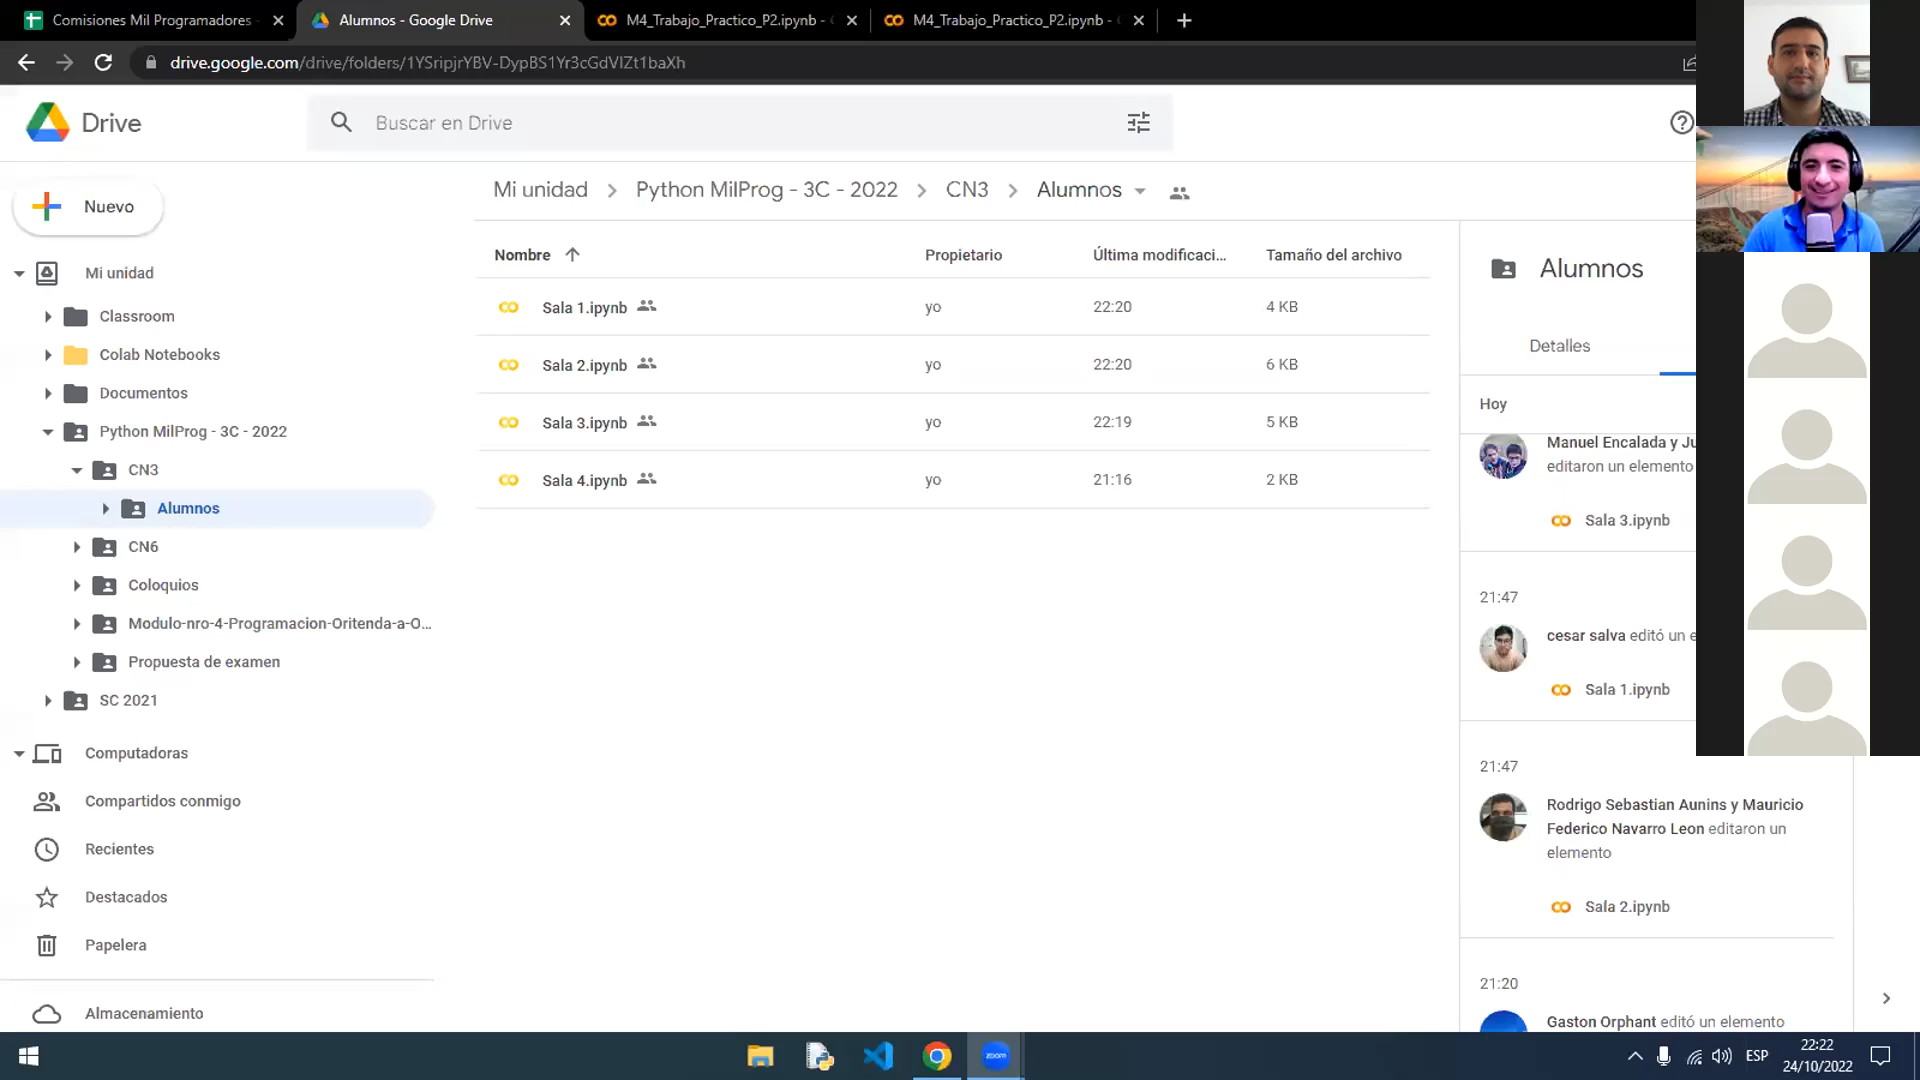 Comisiones Mil Programadores
Alumnos - Google Drive
M4_Trabajo_Practico_P2.ipynb -
M4_Trabajo_Practico_P2.ipynb -
drive.google.com/drive/folders/1YSripjrYBV-DypBS1Yr3cGdVIZt1baXh
Drive
Buscar en Drive
Nuevo
Mi unidad
Classroom
Colab Notebooks
Documentos
Python MilProg - 3C - 2022
CN3
Alumnos
CN6
Coloquios
Modulo-nro-4-Programacion-Oritenda-a-O...
Propuesta de examen
SC 2021
Computadoras
Compartidos conmigo
Recientes
Destacados
Papelera
Almacenamiento
Mi unidad > Python MilProg - 3C - 2022 > CN3 > Alumnos
Nombre Propietario Última modificaci... Tamaño del archivo
Sala 1.ipynb yo 22:20 4 KB
Sala 2.ipynb yo 22:20 6 KB
Sala 3.ipynb yo 22:19 5 KB
Sala 4.ipynb yo 21:16 2 KB
Alumnos
Detalles
Hoy
Manuel Encalada y Ju
editaron un elemento
Sala 3.ipynb
21:47
cesar salva editó un e
Sala 1.ipynb
21:47
Rodrigo Sebastian Aunins y Mauricio
Federico Navarro Leon editaron un
elemento
Sala 2.ipynb
21:20
Gaston Orphant editó un elemento
zoom
ESP
22:22
24/10/2022